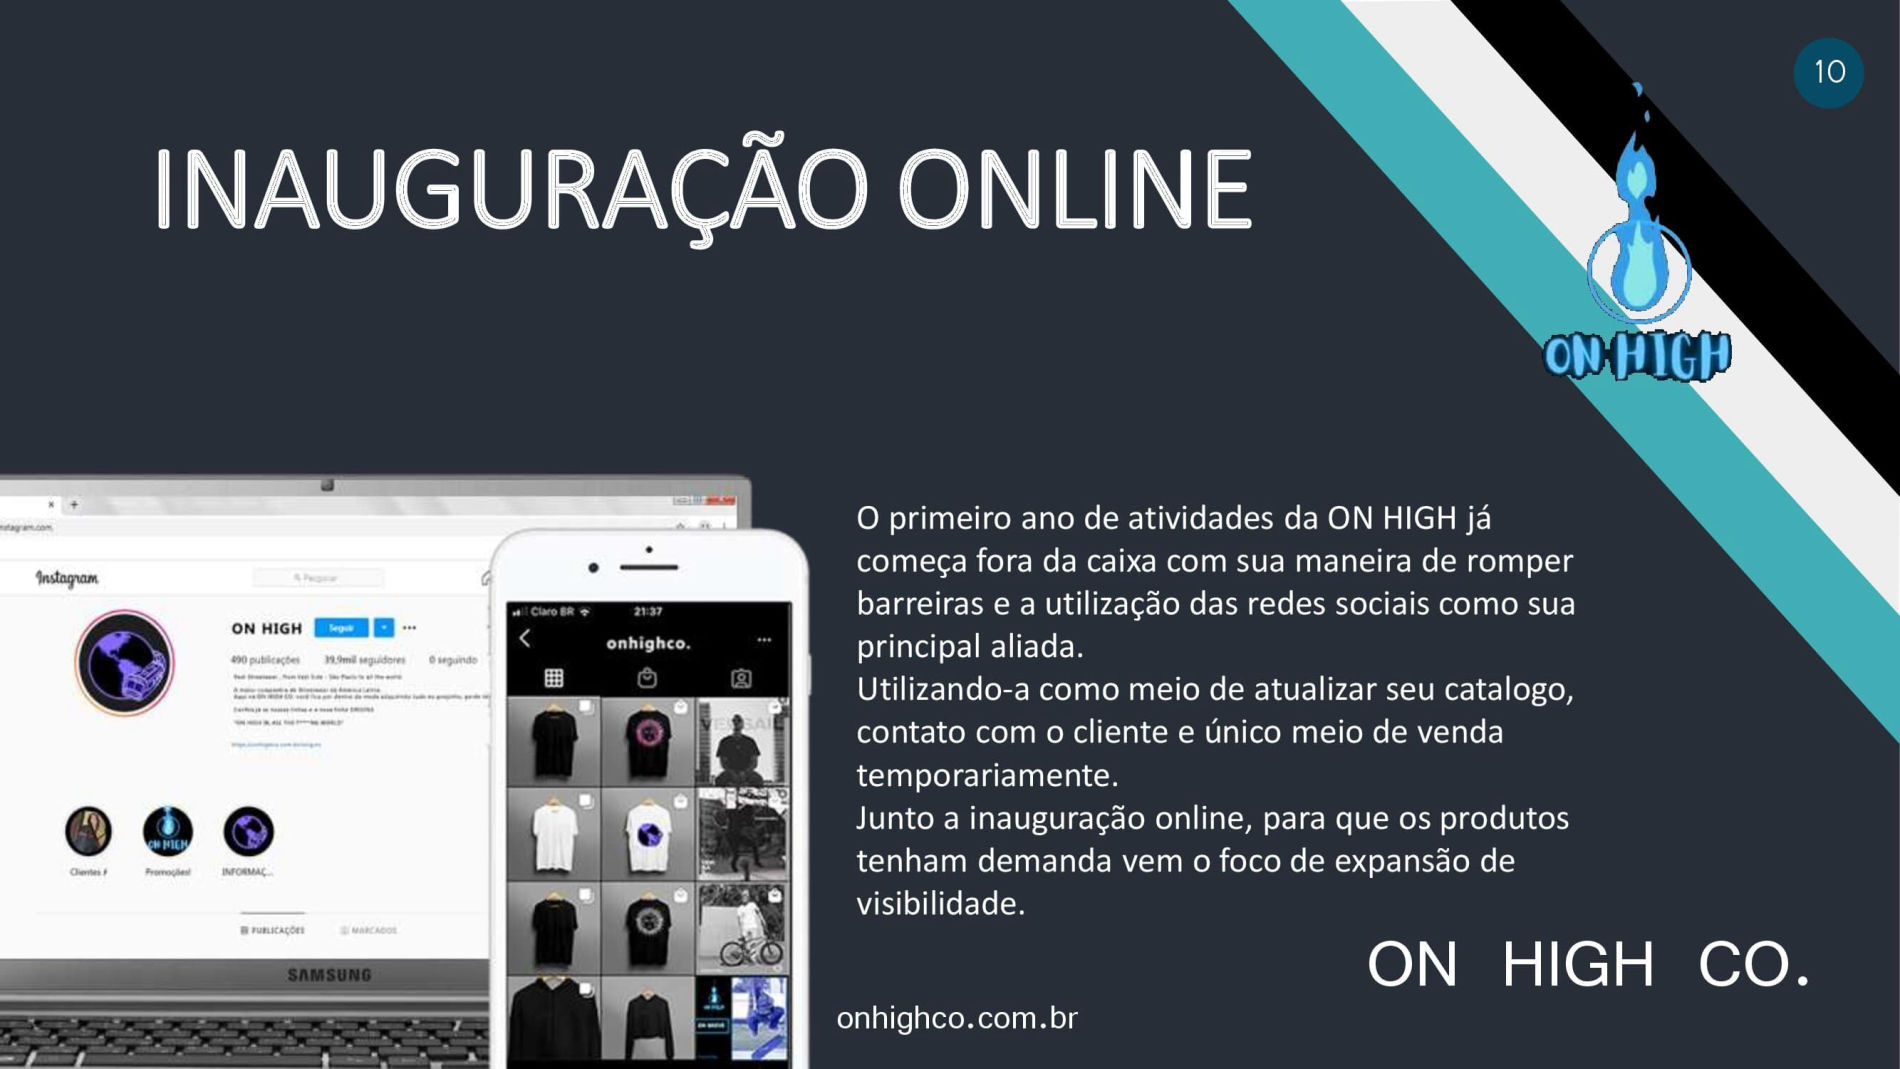 10
INAUGURAÇÃO ONLINE
ON HIGH
O primeiro ano de atividades da ON HIGH já
começa fora da caixa com sua maneira de romper
barreiras e a utilização das redes sociais como sua
principal aliada.
Utilizando-a como meio de atualizar seu catalogo,
contato com o cliente e único meio de venda
temporariamente.
Junto a inauguração online, para que os produtos
tenham demanda vem o foco de expansão de
visibilidade.
ON HIGH CO.
onhighco.com.br
Instagram
Pesquisar
ON HIGH Seguir
490 publicações 39,9mil seguidores 0 seguindo
Clientes
Promoções!
ON HIGH
INFORMAÇ...
PUBLICAÇÕES MARCADOS
SAMSUNG
Claro BR 21:37
onhighco.